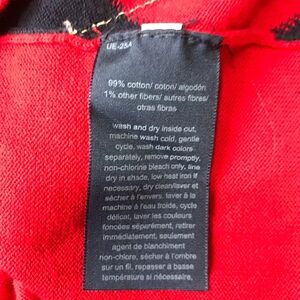 UE-25A
99% cotton/ coton/ algodón
1% other fibers/ autres fibres/
otras fibras
wash and dry inside out,
machine wash cold, gentle
cycle, wash dark colors
separately, remove promptly,
non-chlorine bleach only, line
dry in shade, low heat iron if
necessary, dry clean/laver et
sécher à l'envers. laver à la
machine à l'eau froide, cycle
délicat, laver les couleurs
foncées séparément, retirer
immédiatement, seulement
agent de blanchiment
non-chlore, sécher à l'ombre
sur un fil, repasser à basse
température si nécessaire,